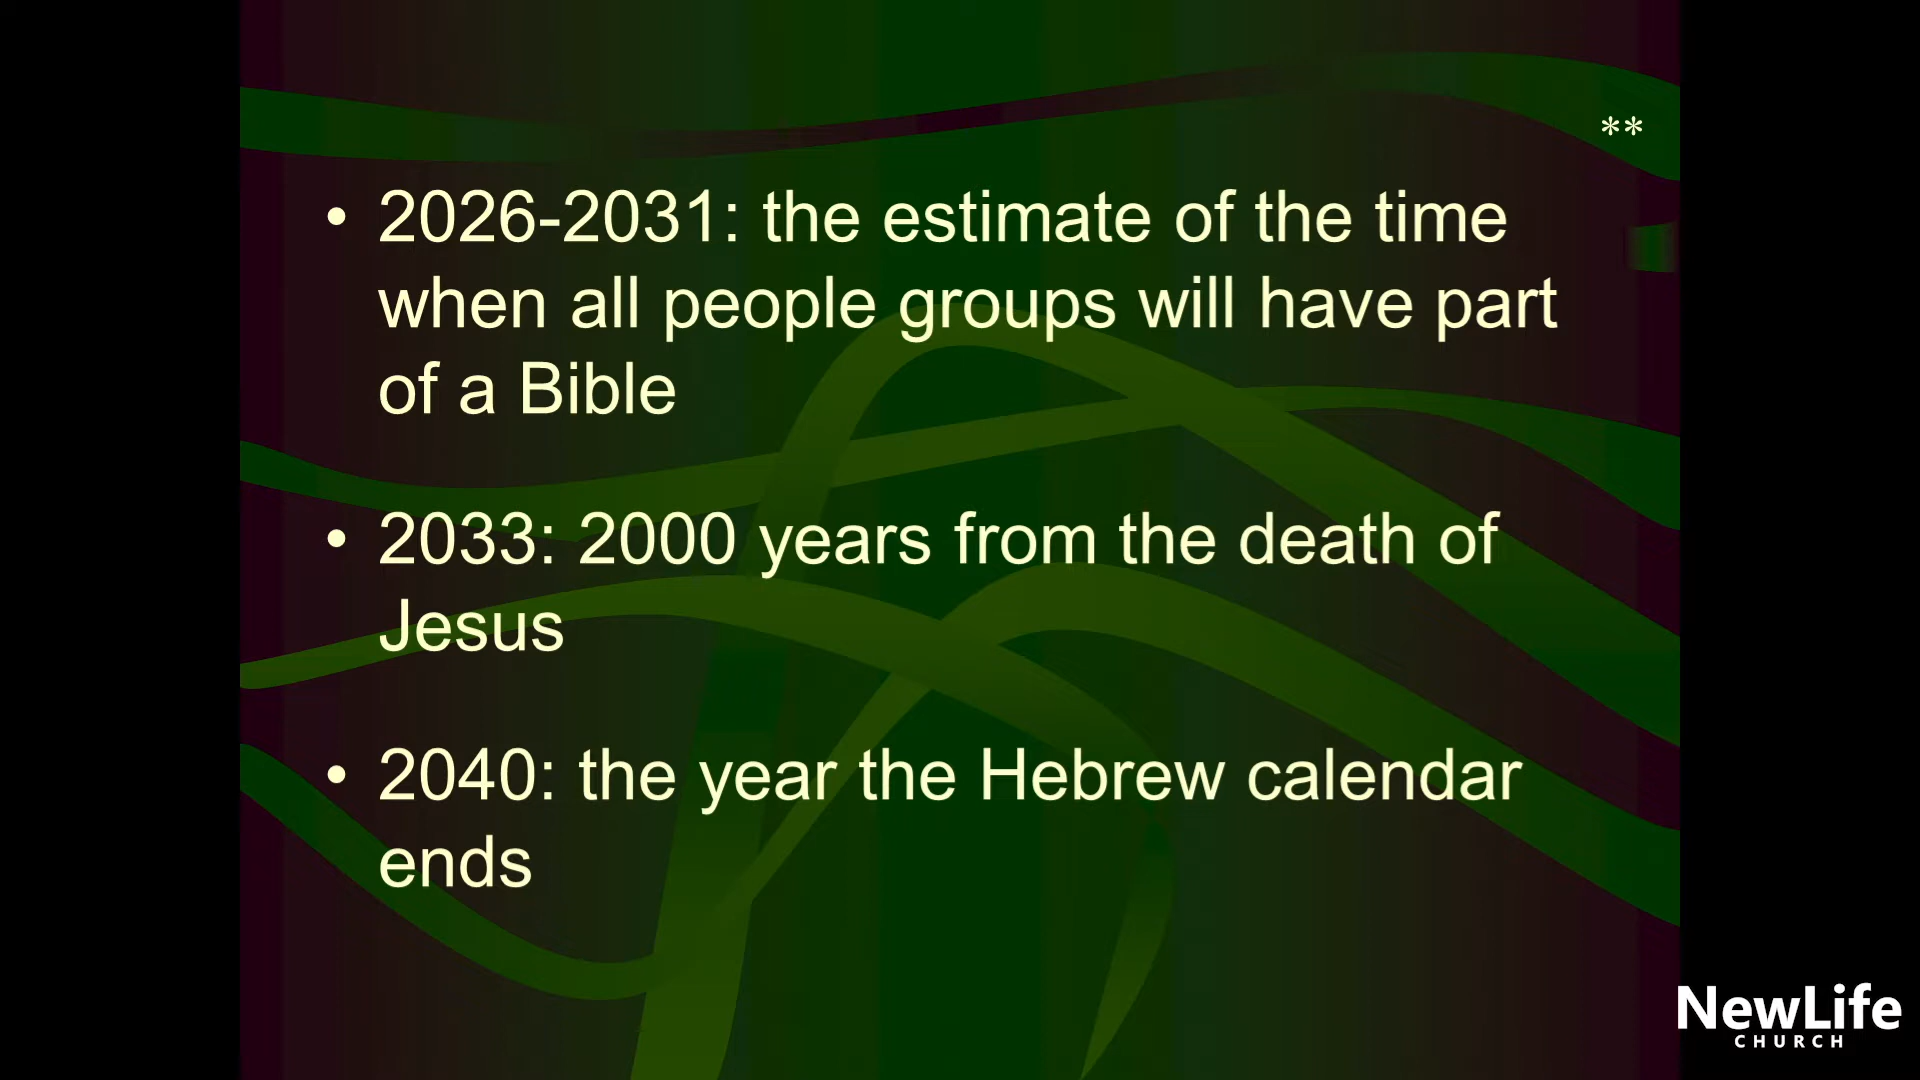 **
• 2026-2031: the estimate of the time
when all people groups will have part
of a Bible
• 2033: 2000 years from the death of
Jesus
• 2040: the year the Hebrew calendar
ends
NewLife
CHURCH